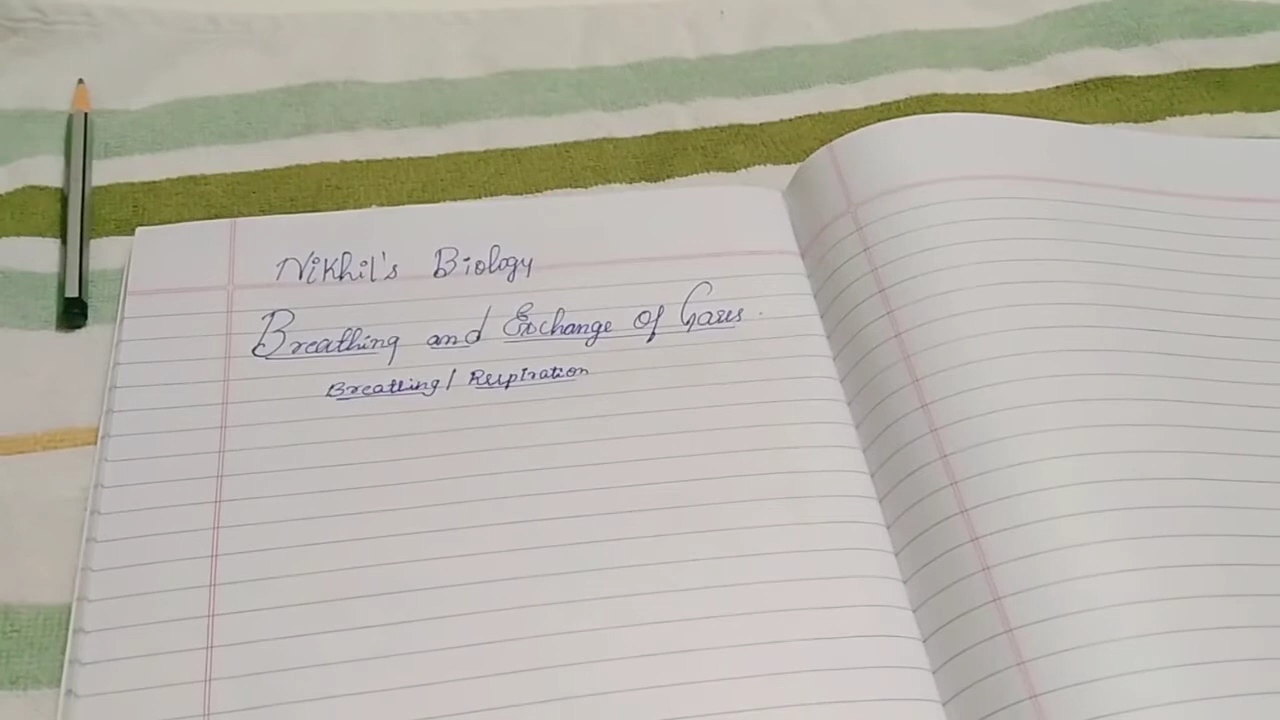 Nikhil's Biology
Breathing and Exchange of Gases.
Breathing / Respiration